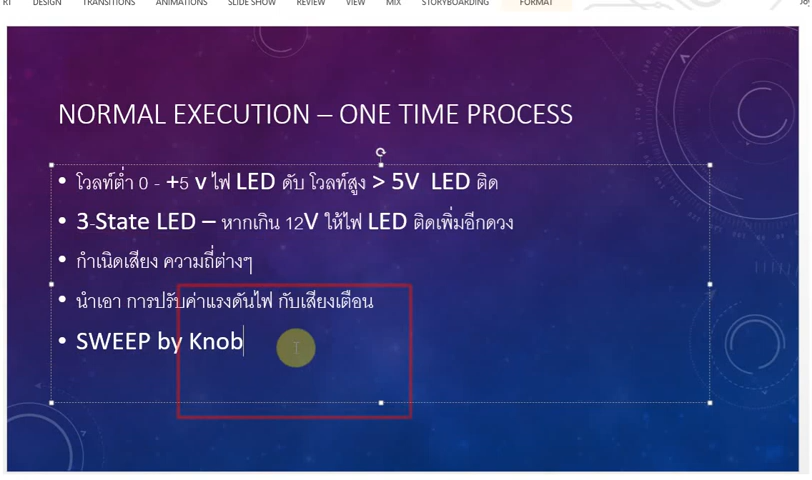 DESIGN TRANSITIONS ANIMATIONS SLIDE SHOW REVIEW VIEW MIX STORYBOARDING FORMAT
NORMAL EXECUTION – ONE TIME PROCESS
• โวลท์ต่ำ 0 - +5 v ไฟ LED ดับ โวลท์สูง > 5V LED ติด
• 3-State LED – หากเกิน 12V ให้ไฟ LED ติดเพิ่มอีกดวง
• กำเนิดเสียง ความถี่ต่างๆ
• นำเอา การปรับค่าแรงดันไฟ กับเสียงเตือน
• SWEEP by Knob